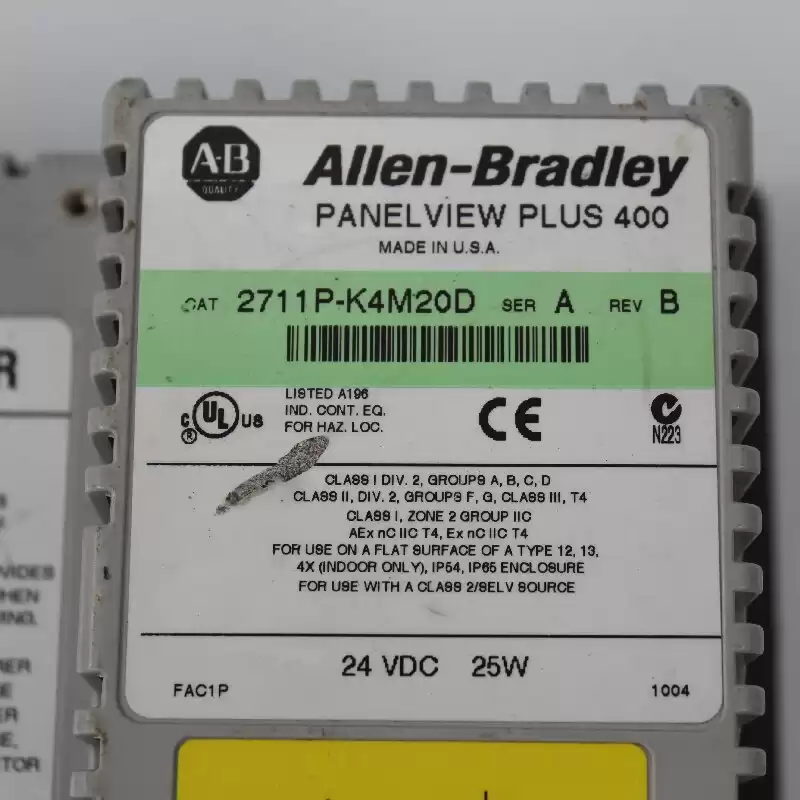 A-B
QUALITY
Allen-Bradley
PANELVIEW PLUS 400
MADE IN U.S.A.
CAT 2711P-K4M20D SER A REV B
LISTED A196
IND. CONT. EQ.
FOR HAZ. LOC.
C UL US
®
CE
N223
CLASS I DIV. 2, GROUPS A, B, C, D
CLASS II, DIV. 2, GROUPS F, G, CLASS III, T4
CLASS I, ZONE 2 GROUP IIC
AEx nC IIC T4, Ex nC IIC T4
FOR USE ON A FLAT SURFACE OF A TYPE 12, 13,
4X (INDOOR ONLY), IP54, IP65 ENCLOSURE
FOR USE WITH A CLASS 2/SELV SOURCE
24 VDC 25W
FAC1P 1004
R